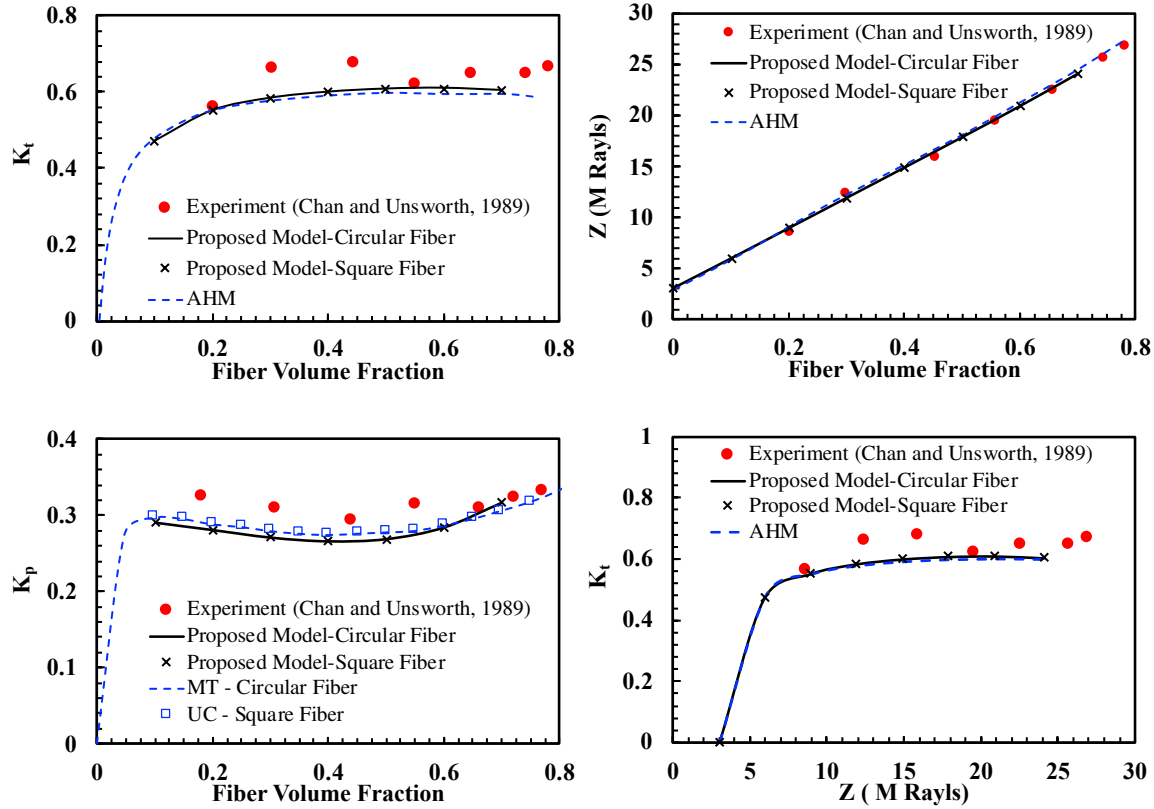 0.8
0.6
0.4
0.2
0
K_t
Experiment (Chan and Unsworth, 1989)
Proposed Model-Circular Fiber
Proposed Model-Square Fiber
AHM
0 0.2 0.4 0.6 0.8
Fiber Volume Fraction
30
25
20
15
10
5
0
Z (M Rayls)
Experiment (Chan and Unsworth, 1989)
Proposed Model-Circular Fiber
Proposed Model-Square Fiber
AHM
0 0.2 0.4 0.6 0.8
Fiber Volume Fraction
0.4
0.3
0.2
0.1
0
K_p
Experiment (Chan and Unsworth, 1989)
Proposed Model-Circular Fiber
Proposed Model-Square Fiber
MT - Circular Fiber
UC - Square Fiber
0 0.2 0.4 0.6 0.8
Fiber Volume Fraction
1
0.8
0.6
0.4
0.2
0
K_t
Experiment (Chan and Unsworth, 1989)
Proposed Model-Circular Fiber
Proposed Model-Square Fiber
AHM
0 5 10 15 20 25 30
Z ( M Rayls)